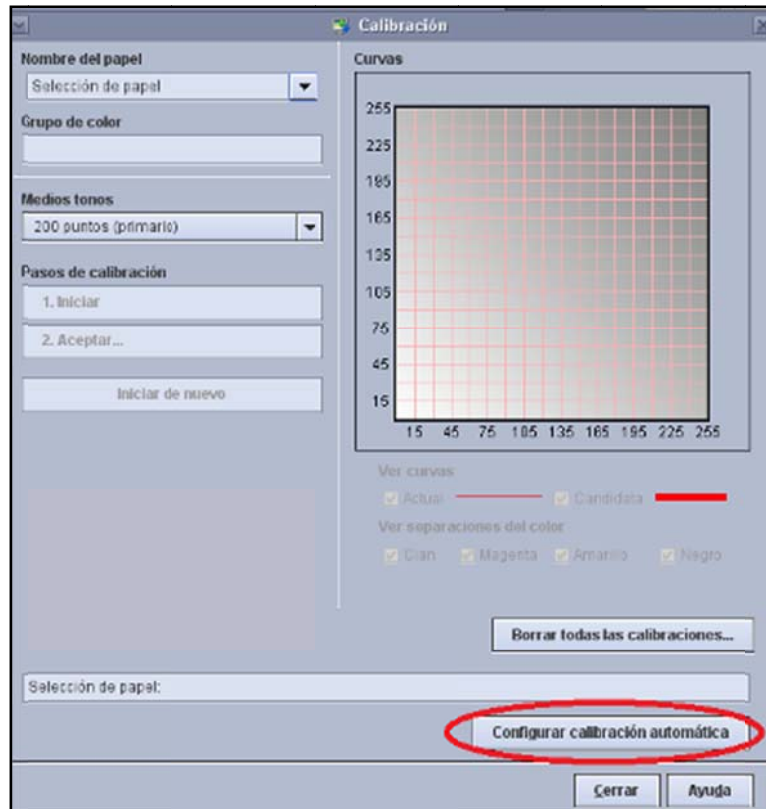 Calibración
Nombre del papel
Selección de papel
Grupo de color
Medios tonos
200 puntos (primario)
Pasos de calibración
1. Iniciar
2. Aceptar...
Iniciar de nuevo
Curvas
255
225
195
165
135
105
75
45
15
15 45 75 105 135 165 195 225 255
Ver curvas
Actual Candidata
Ver separaciones del color
Cian Magenta Amarillo Negro
Borrar todas las calibraciones...
Selección de papel:
Configurar calibración automática
Cerrar Ayuda